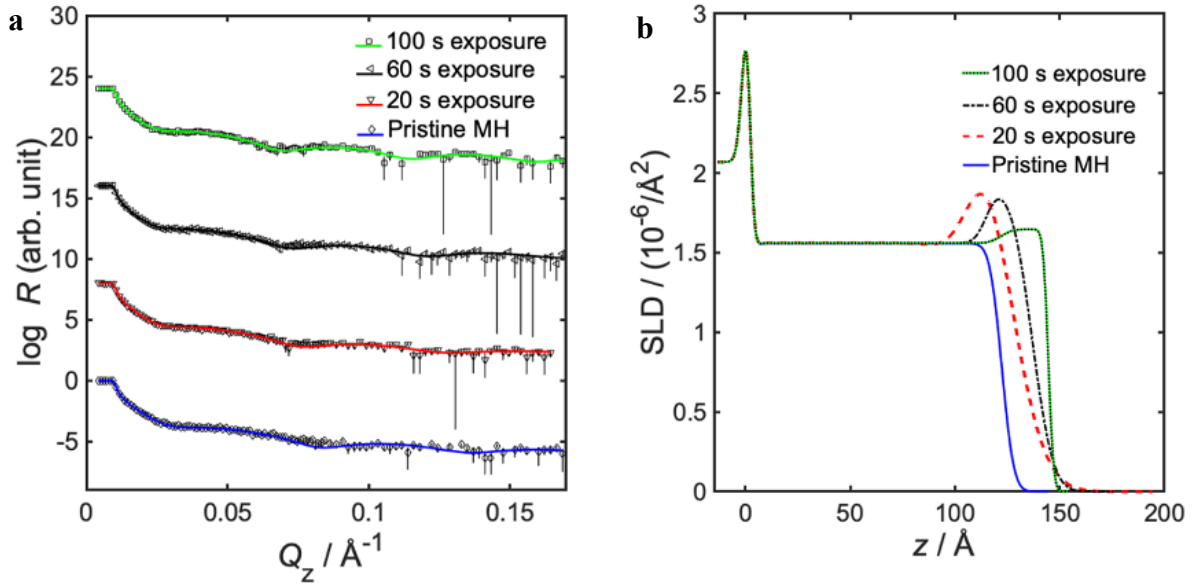 a
30
25
20
15
10
5
0
-5
log R (arb. unit)
100 s exposure
60 s exposure
20 s exposure
Pristine MH
0
0.05
0.1
0.15
Qz / Å-1
b
3
2.5
2
1.5
1
0.5
0
SLD / (10-6/Å2)
100 s exposure
60 s exposure
20 s exposure
Pristine MH
0
50
100
150
200
z / Å